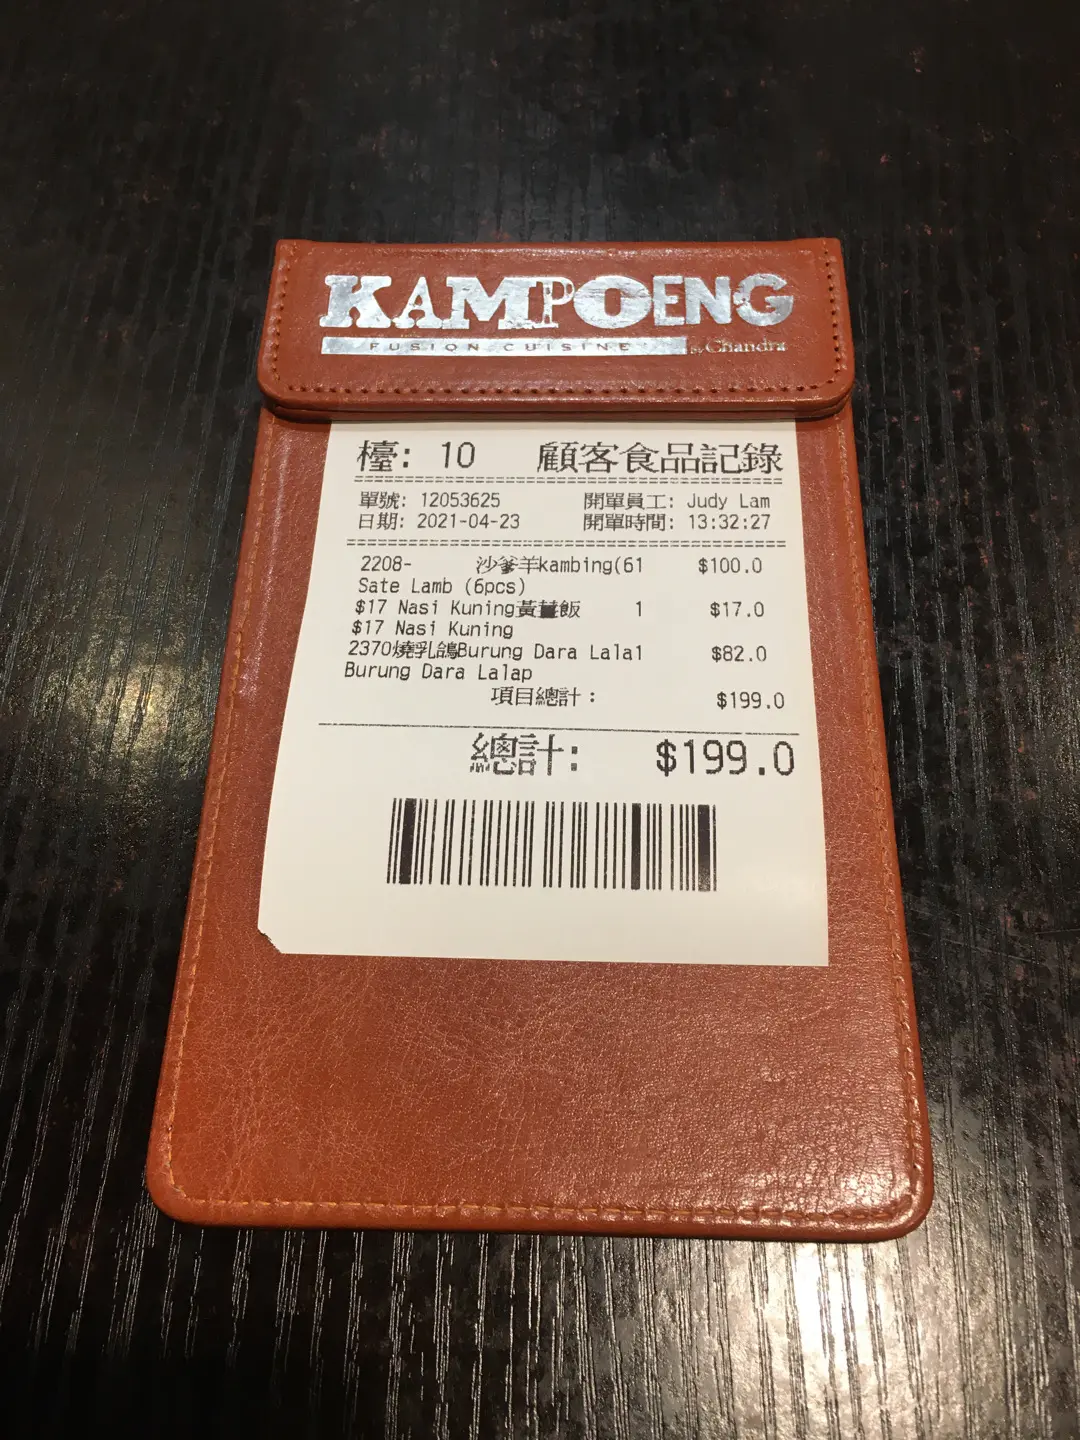 KAMPOENG
FUSION CUISINE by Chandra
檯: 10 顧客食品記錄
單號: 12053625 開單員工: Judy Lam
日期: 2021-04-23 開單時間: 13:32:27
2208- 沙爹羊kambing(61 $100.0
Sate Lamb (6pcs)
$17 Nasi Kuning黃薑飯 1 $17.0
$17 Nasi Kuning
2370燒乳鴿Burung Dara Lala1 $82.0
Burung Dara Lalap
項目總計: $199.0
總計: $199.0